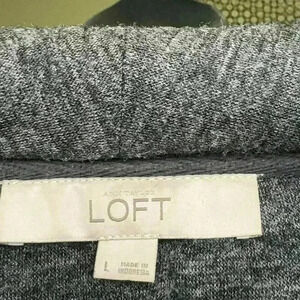 ANN TAYLOR
LOFT
L
MADE IN
INDONESIA